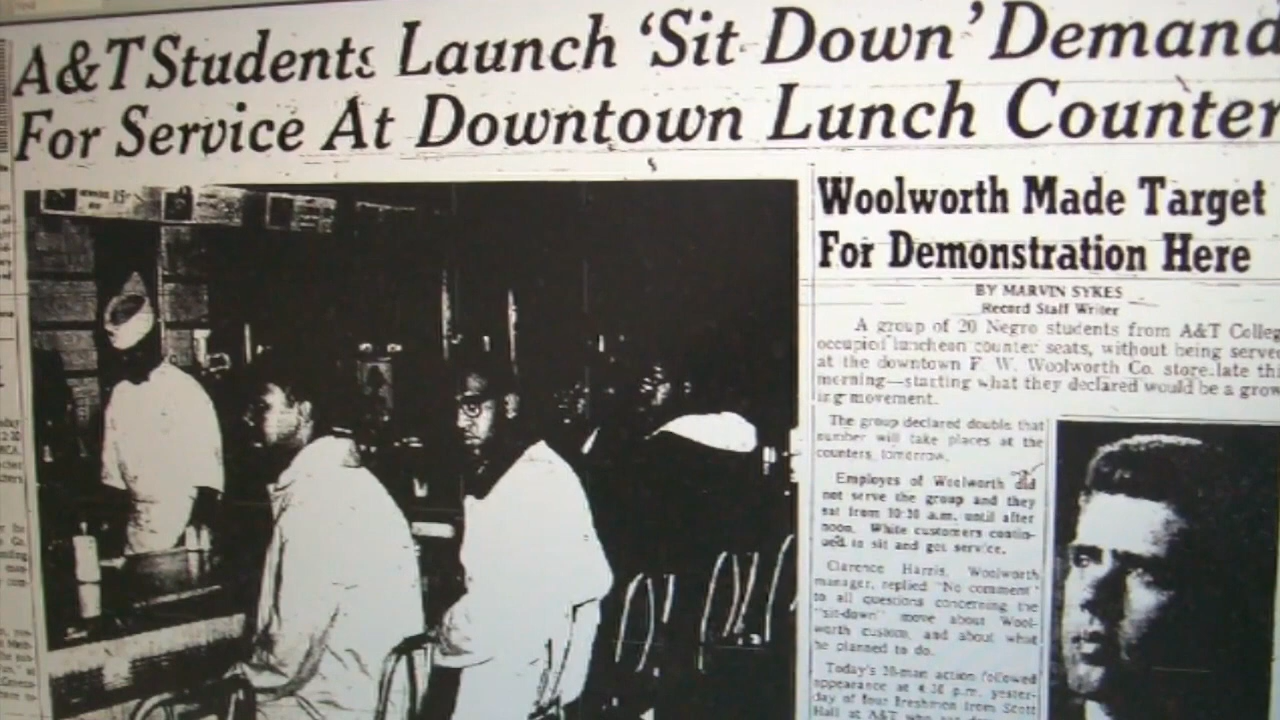 A&T Students Launch 'Sit Down' Demand
For Service At Downtown Lunch Counter
15¢
Woolworth Made Target
For Demonstration Here
BY MARVIN SYKES
Record Staff Writer
A group of 20 Negro students from A&T Colleg
occupied luncheon counter seats, without being serve
at the downtown F. W. Woolworth Co. store late thi
morning—starting what they declared would be a grow
ing movement.
The group declared double that
number will take places at the
counters tomorrow.
Employes of Woolworth did
not serve the group and they
sat from 10:30 a.m. until after
noon. White customers contin-
ued to sit and get service.
Clarence Harris, Woolworth
manager, replied "No comment"
to all questions concerning the
"sit-down" move about Wool-
worth custom, and about what
he planned to do.
Today's 20-man action followed
appearance at 4:30 p.m. yester-
day of four freshmen from Scott
Hall at A&T who